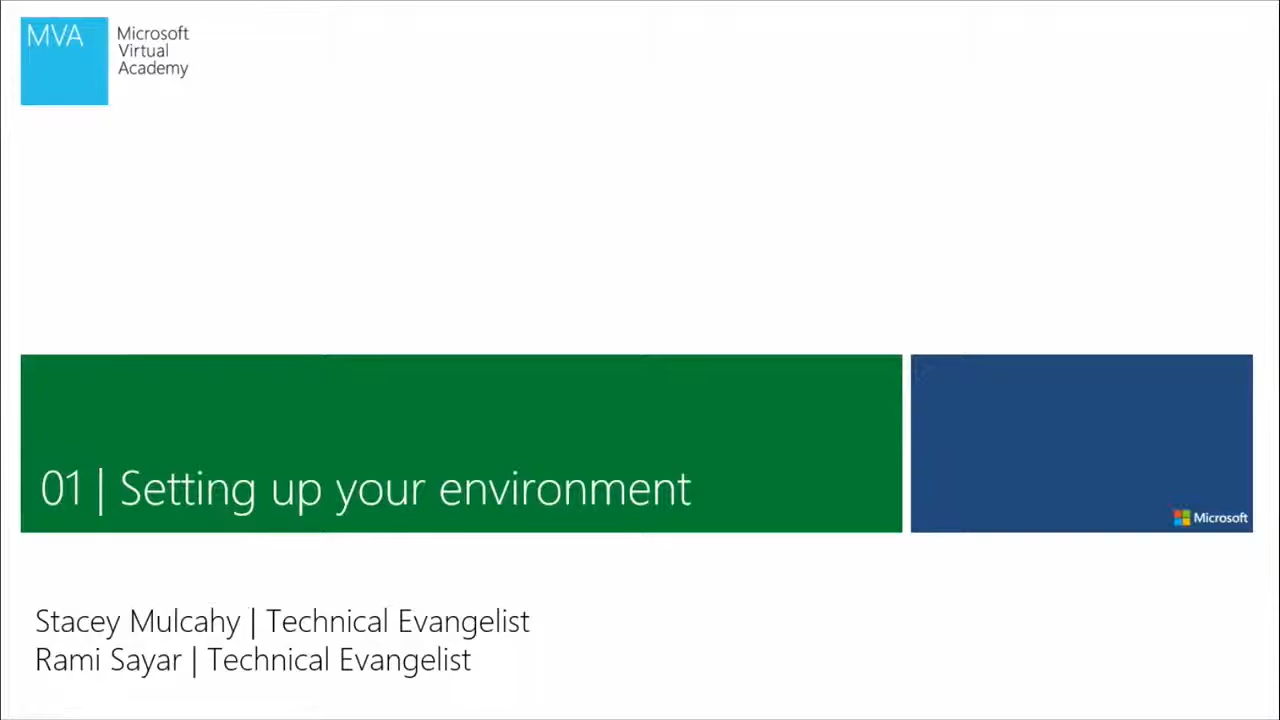 MVA
Microsoft
Virtual
Academy
01 | Setting up your environment
Microsoft
Stacey Mulcahy | Technical Evangelist
Rami Sayar | Technical Evangelist